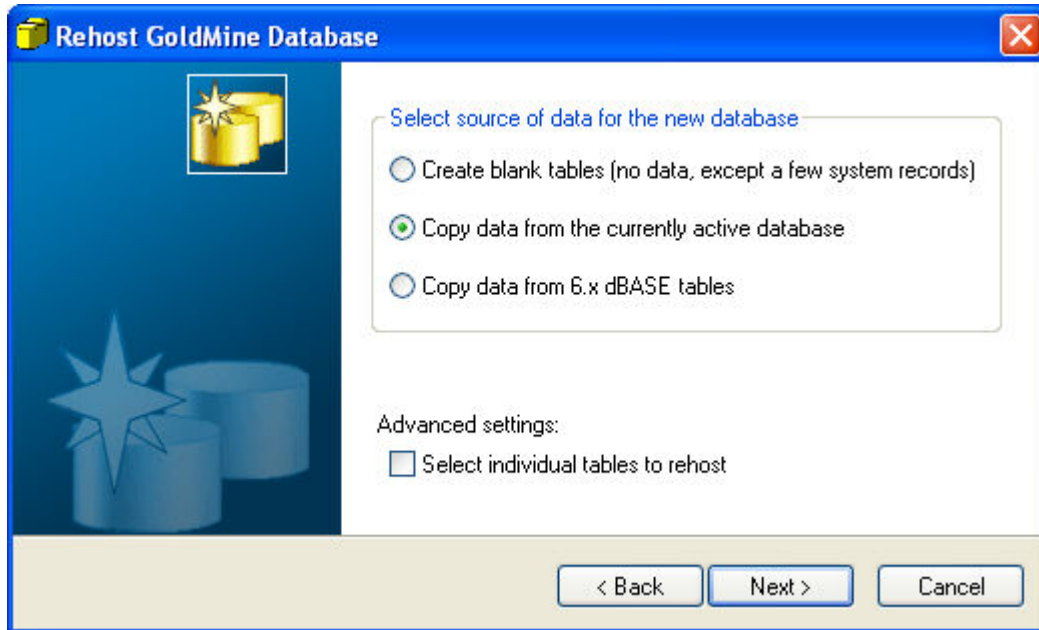 Rehost GoldMine Database
Select source of data for the new database
Create blank tables (no data, except a few system records)
Copy data from the currently active database
Copy data from 6.x dBASE tables
Advanced settings:
Select individual tables to rehost
< Back Next > Cancel